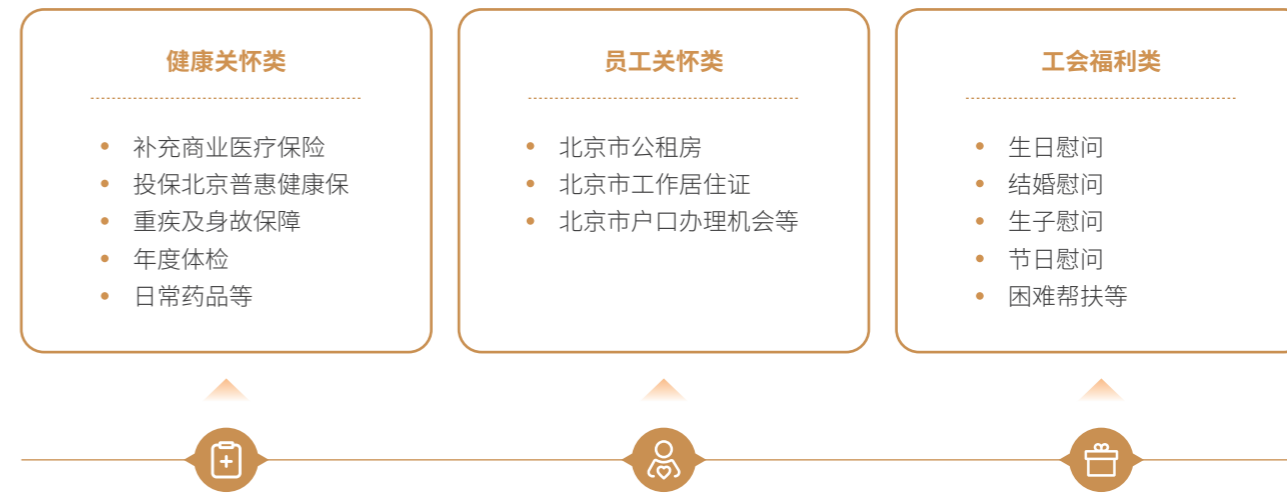 健康关怀类
补充商业医疗保险
投保北京普惠健康保
重疾及身故保障
年度体检
日常药品等
员工关怀类
北京市公租房
北京市工作居住证
北京市户口办理机会等
工会福利类
生日慰问
结婚慰问
生子慰问
节日慰问
困难帮扶等